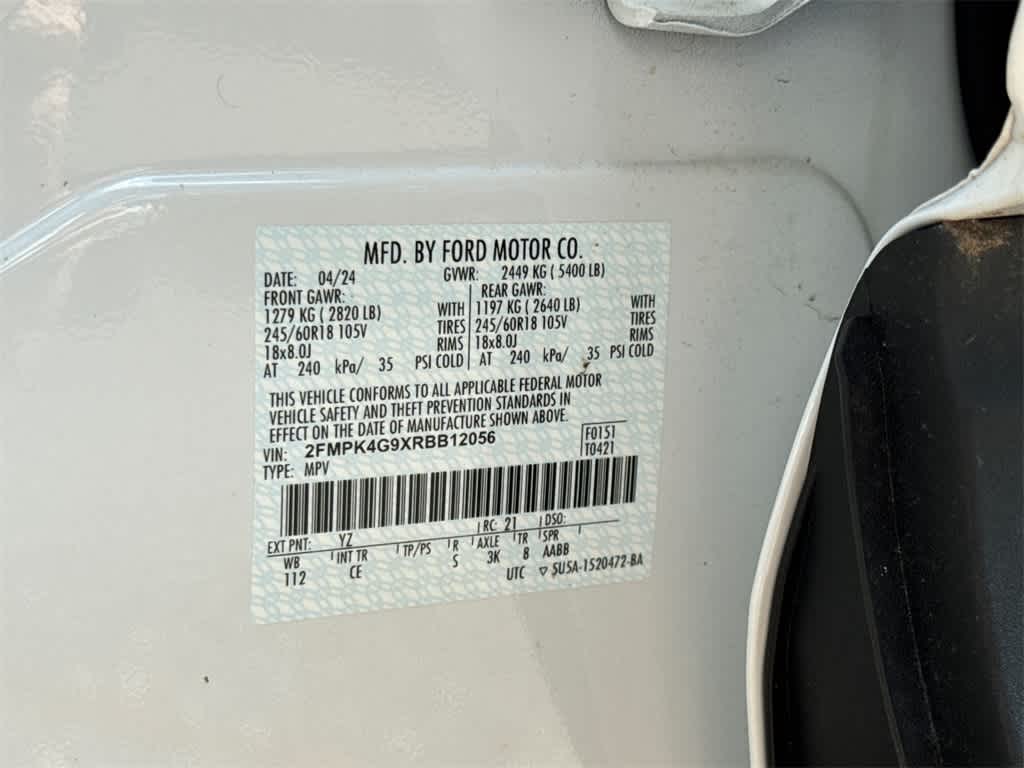 MFD. BY FORD MOTOR CO.
DATE: 04/24 GVWR: 2449 KG ( 5400 LB)
FRONT GAWR: REAR GAWR:
1279 KG ( 2820 LB) WITH 1197 KG ( 2640 LB) WITH
245/60R18 105V TIRES 245/60R18 105V TIRES
18x8.0J RIMS 18x8.0J RIMS
AT 240 kPa/ 35 PSI COLD AT 240 kPa/ 35 PSI COLD
THIS VEHICLE CONFORMS TO ALL APPLICABLE FEDERAL MOTOR
VEHICLE SAFETY AND THEFT PREVENTION STANDARDS IN
EFFECT ON THE DATE OF MANUFACTURE SHOWN ABOVE.
VIN: 2FMPK4G9XRBB12056 F0151
TYPE: MPV T0421
EXT PNT: YZ RC: 21 DSO:
WB INT TR TP/PS R AXLE TR SPR
112 CE S 3K 8 AABB
UTC ▽ 5U5A-1520472-BA